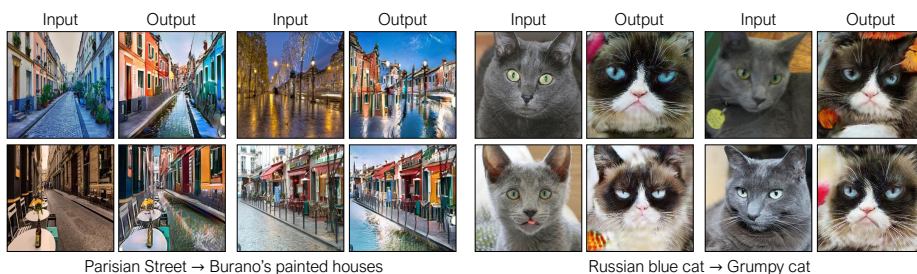 Input Output Input Output Input Output Input Output
Parisian Street → Burano's painted houses
Russian blue cat → Grumpy cat